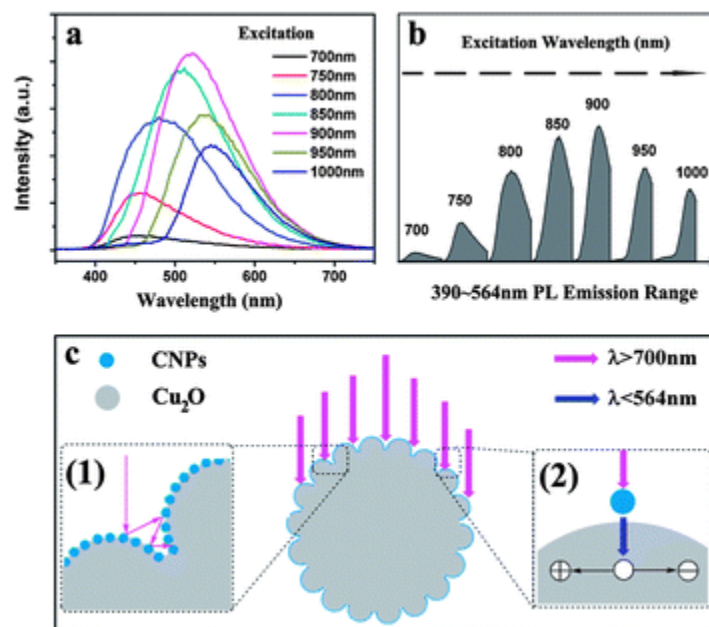 a
Excitation
700nm
750nm
800nm
850nm
900nm
950nm
1000nm
Intensity (a.u.)
400 500 600 700
Wavelength (nm)
b
Excitation Wavelength (nm)
700
750
800
850
900
950
1000
390~564nm PL Emission Range
c
CNPs
Cu₂O
λ>700nm
λ<564nm
(1)
(2)